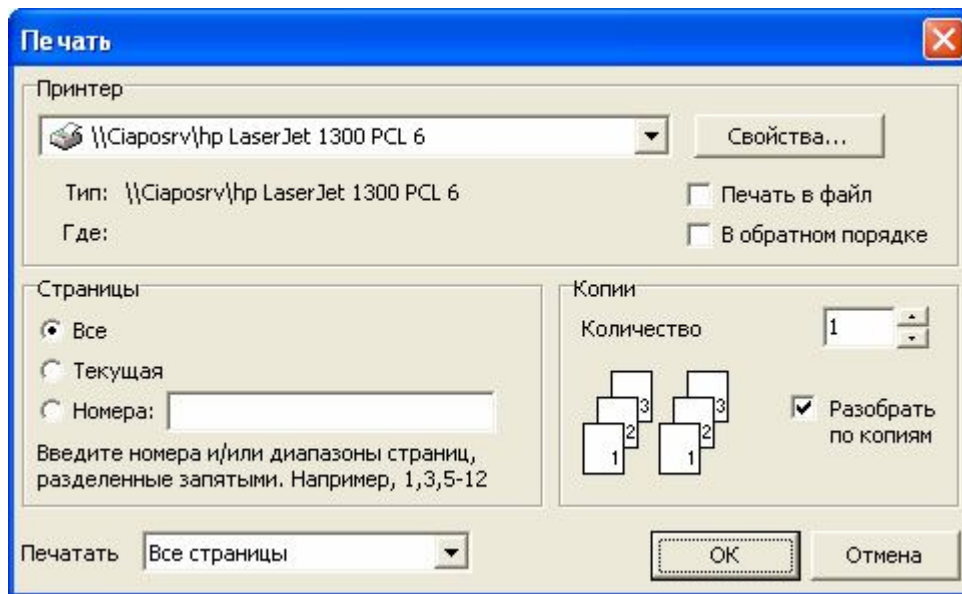 Печать
Принтер
\\Ciaposrv\hp LaserJet 1300 PCL 6
Свойства...
Тип: \\Ciaposrv\hp LaserJet 1300 PCL 6
Печать в файл
Где:
В обратном порядке
Страницы
Все
Текущая
Номера:
Введите номера и/или диапазоны страниц,
разделенные запятыми. Например, 1,3,5-12
Копии
Количество
1
3 3
2 2
1 1
Разобрать
по копиям
Печатать
Все страницы
OK
Отмена